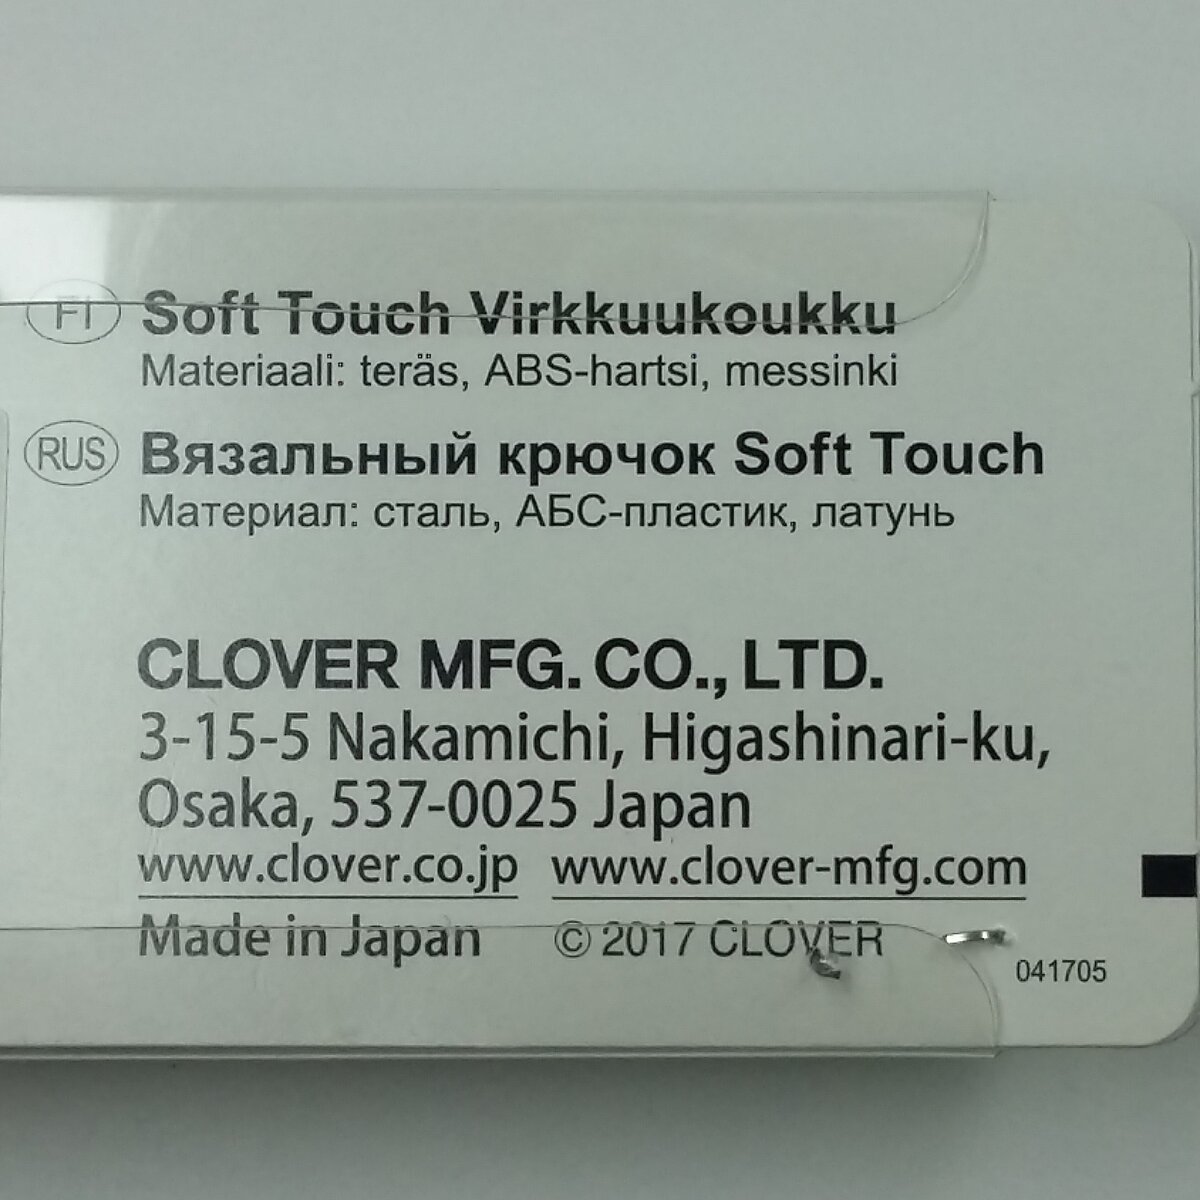 FI Soft Touch Virkkuukoukku
Materiaali: teräs, ABS-hartsi, messinki
RUS Вязальный крючок Soft Touch
Материал: сталь, АБС-пластик, латунь
CLOVER MFG. CO., LTD.
3-15-5 Nakamichi, Higashinari-ku,
Osaka, 537-0025 Japan
www.clover.co.jp www.clover-mfg.com
Made in Japan © 2017 CLOVER
041705